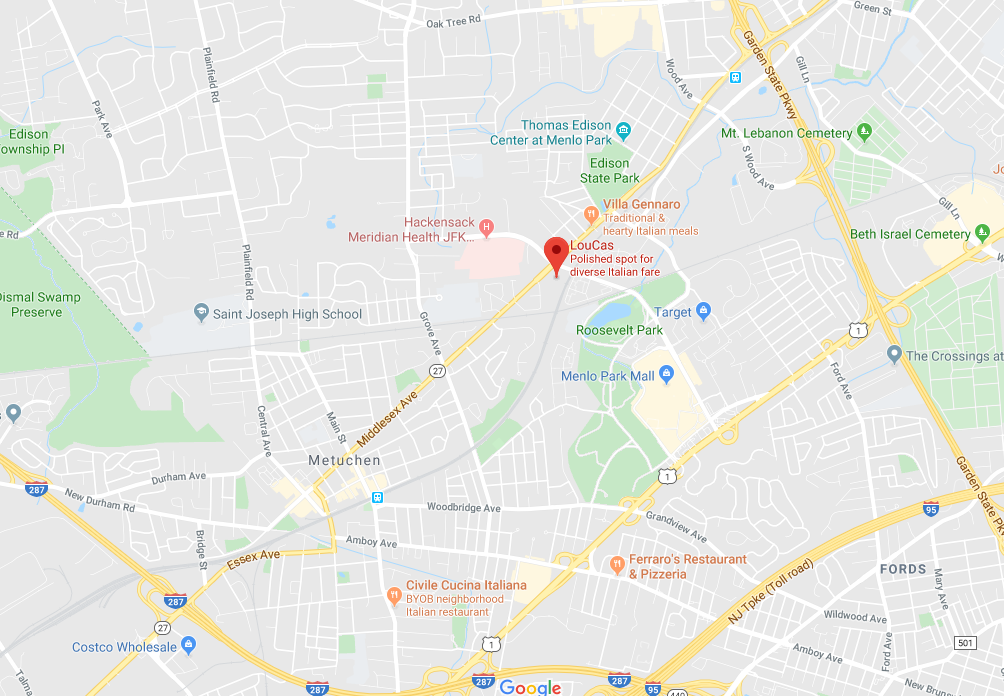 Oak Tree Rd
Green St
Plainfield Rd
Garden State Pkwy
Gill Ln
Wood Ave
Park Ave
Edison
Township Pl
Thomas Edison
Center at Menlo Park
Mt. Lebanon Cemetery
S Wood Ave
Edison
State Park
Villa Gennaro
Traditional &
hearty Italian meals
Gill Ln
Hackensack
Meridian Health JFK...
H
LouCas
Polished spot for
diverse Italian fare
Beth Israel Cemetery
Plainfield Rd
Dismal Swamp
Preserve
Saint Joseph High School
Grove Ave
Target
Roosevelt Park
1
The Crossings at
27
Menlo Park Mall
Ford Ave
Middlesex Ave
Central Ave
Main St
Metuchen
Durham Ave
287
New Durham Rd
1
Garden State Pkwy
95
Woodbridge Ave
Grandview Ave
Bridge St
Amboy Ave
Essex Ave
Ferraro's Restaurant
& Pizzeria
NJ Tpke (Toll road)
FORDS
Mary Ave
Civile Cucina Italiana
BYOB neighborhood
Italian restaurant
287
27
Wildwood Ave
Costco Wholesale
1
Ford Ave
501
Amboy Ave
Talma
287
287
Google
287
95
440
New Brun